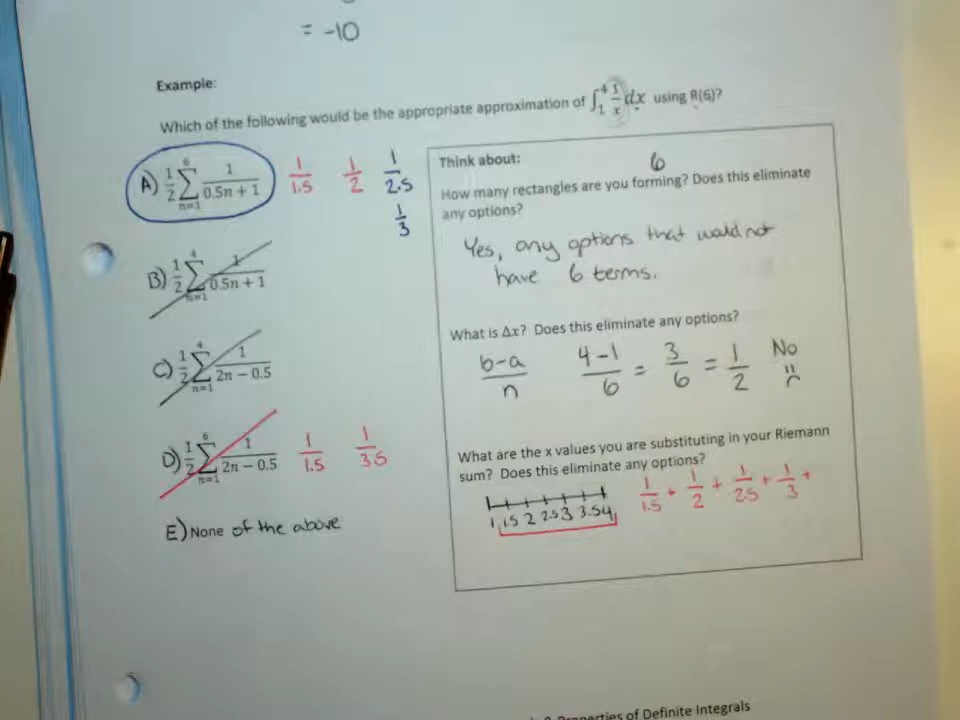 = -10
Example:
Which of the following would be the appropriate approximation of ∫₁⁴ 1/x dx using R(6)?
A) 1/2 ∑_{n=1}^{6} 1/(0.5n + 1) 1/1.5 1/2 1/2.5
1/3
B) 1/2 ∑_{n=1}^{4} 1/(0.5n + 1)
C) 1/2 ∑_{n=1}^{4} 1/(2n − 0.5)
D) 1/2 ∑_{n=1}^{6} 1/(2n − 0.5) 1/1.5 1/3.5
E) None of the above
Think about:
6
How many rectangles are you forming? Does this eliminate
any options?
Yes, any options that would not
have 6 terms.
What is Δx? Does this eliminate any options?
(b-a)/n (4-1)/6 = 3/6 = 1/2 No
What are the x values you are substituting in your Riemann
sum? Does this eliminate any options?
1/1.5 + 1/2 + 1/2.5 + 1/3 +
1 1.5 2 2.5 3 3.5 4
Properties of Definite Integrals